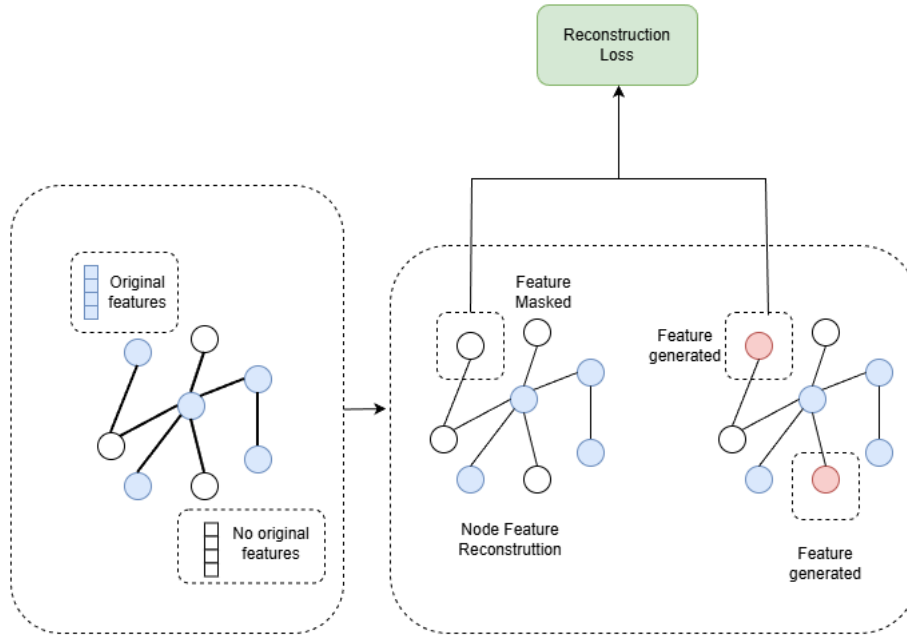 Reconstruction
Loss
Original
features
No original
features
Feature
Masked
Feature
generated
Node Feature
Reconstruttion
Feature
generated